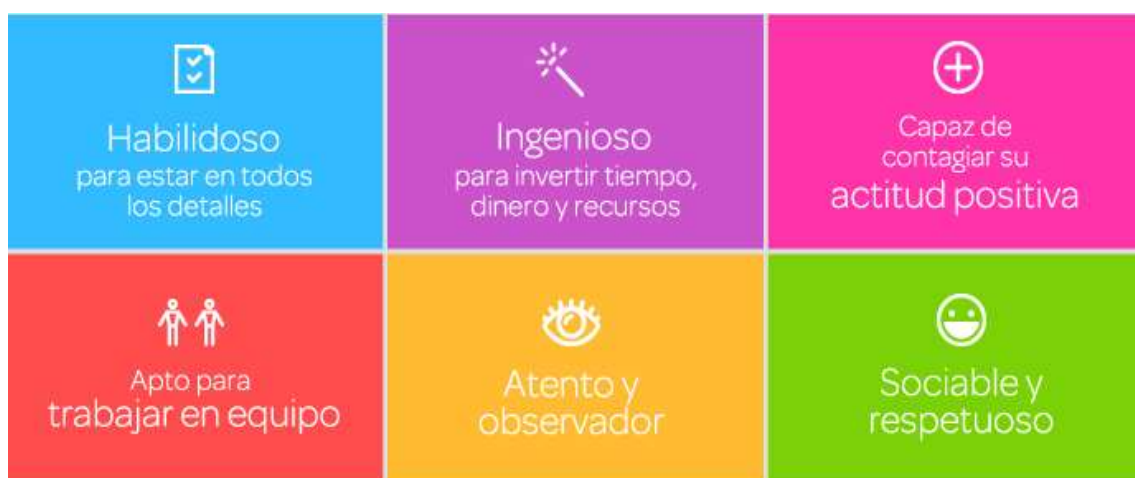 Habilidoso
para estar en todos
los detalles
Ingenioso
para invertir tiempo,
dinero y recursos
Capaz de
contagiar su
actitud positiva
Apto para
trabajar en equipo
Atento y
observador
Sociable y
respetuoso